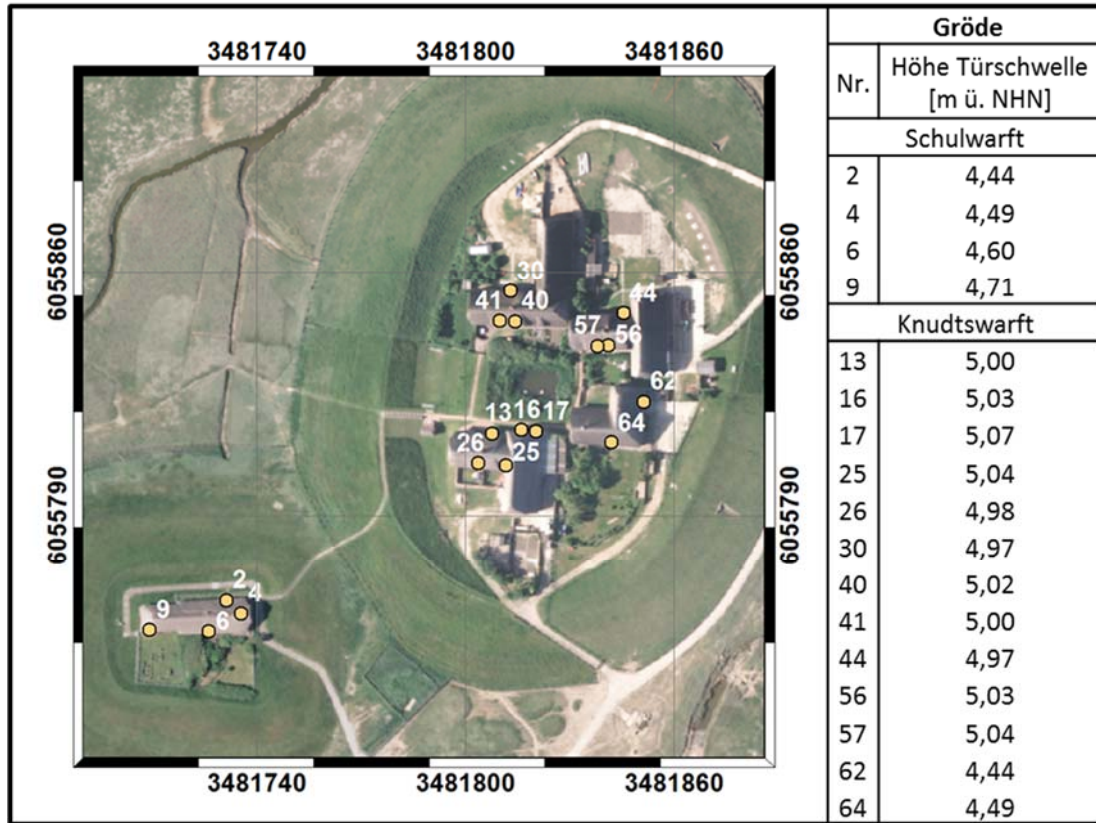 3481740 3481800 3481860
6055860 6055860
6055790 6055790
30
41 40 44
57 56
62
13 16 17 64
26 25
2 4
9 6
3481740 3481800 3481860
Gröde
Nr. Höhe Türschwelle
[m ü. NHN]
Schulwarft
2 4,44
4 4,49
6 4,60
9 4,71
Knudtswarft
13 5,00
16 5,03
17 5,07
25 5,04
26 4,98
30 4,97
40 5,02
41 5,00
44 4,97
56 5,03
57 5,04
62 4,44
64 4,49